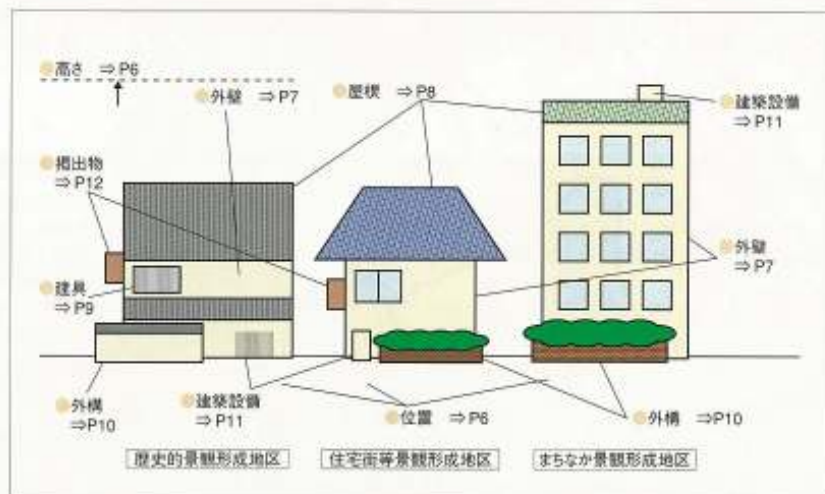 高さ ⇒P6
外壁 ⇒P7
屋根 ⇒P8
建築設備
⇒P11
掲出物
⇒P12
外壁
⇒P7
建具
⇒P9
外構
⇒P10
建築設備
⇒P11
位置 ⇒P6
外構 ⇒P10
歴史的景観形成地区
住宅街等景観形成地区
まちなか景観形成地区